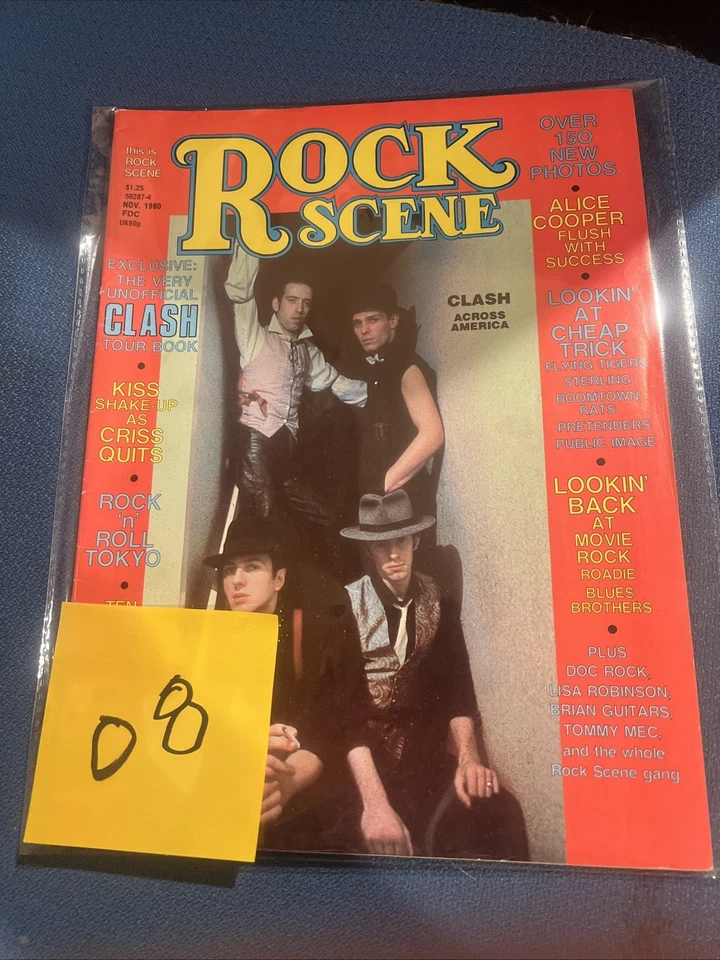 this is
ROCK
SCENE
$1.25
59287-4
NOV. 1980
FDC
UK60p
ROCK
SCENE
EXCLUSIVE:
THE VERY
UNOFFICIAL
CLASH
TOUR BOOK
KISS
SHAKE-UP
AS
CRISS
QUITS
ROCK
'n'
ROLL
TOKYO
TEN
CLASH
ACROSS
AMERICA
OVER
150
NEW
PHOTOS
ALICE
COOPER
FLUSH
WITH
SUCCESS
LOOKIN'
AT
CHEAP
TRICK
FLYING TIGERS
STERLING
BOOMTOWN
RATS
PRETENDERS
PUBLIC IMAGE
LOOKIN'
BACK
AT
MOVIE
ROCK
ROADIE
BLUES
BROTHERS
PLUS
DOC ROCK,
LISA ROBINSON,
BRIAN GUITARS,
TOMMY MEC,
and the whole
Rock Scene gang
08